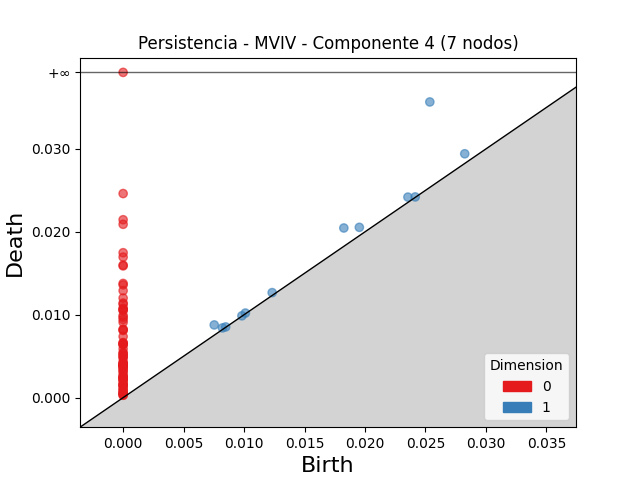 Persistencia - MVIV - Componente 4 (7 nodos)
+∞
0.030
0.020
0.010
0.000
Death
0.000 0.005 0.010 0.015 0.020 0.025 0.030 0.035
Birth
Dimension
0
1